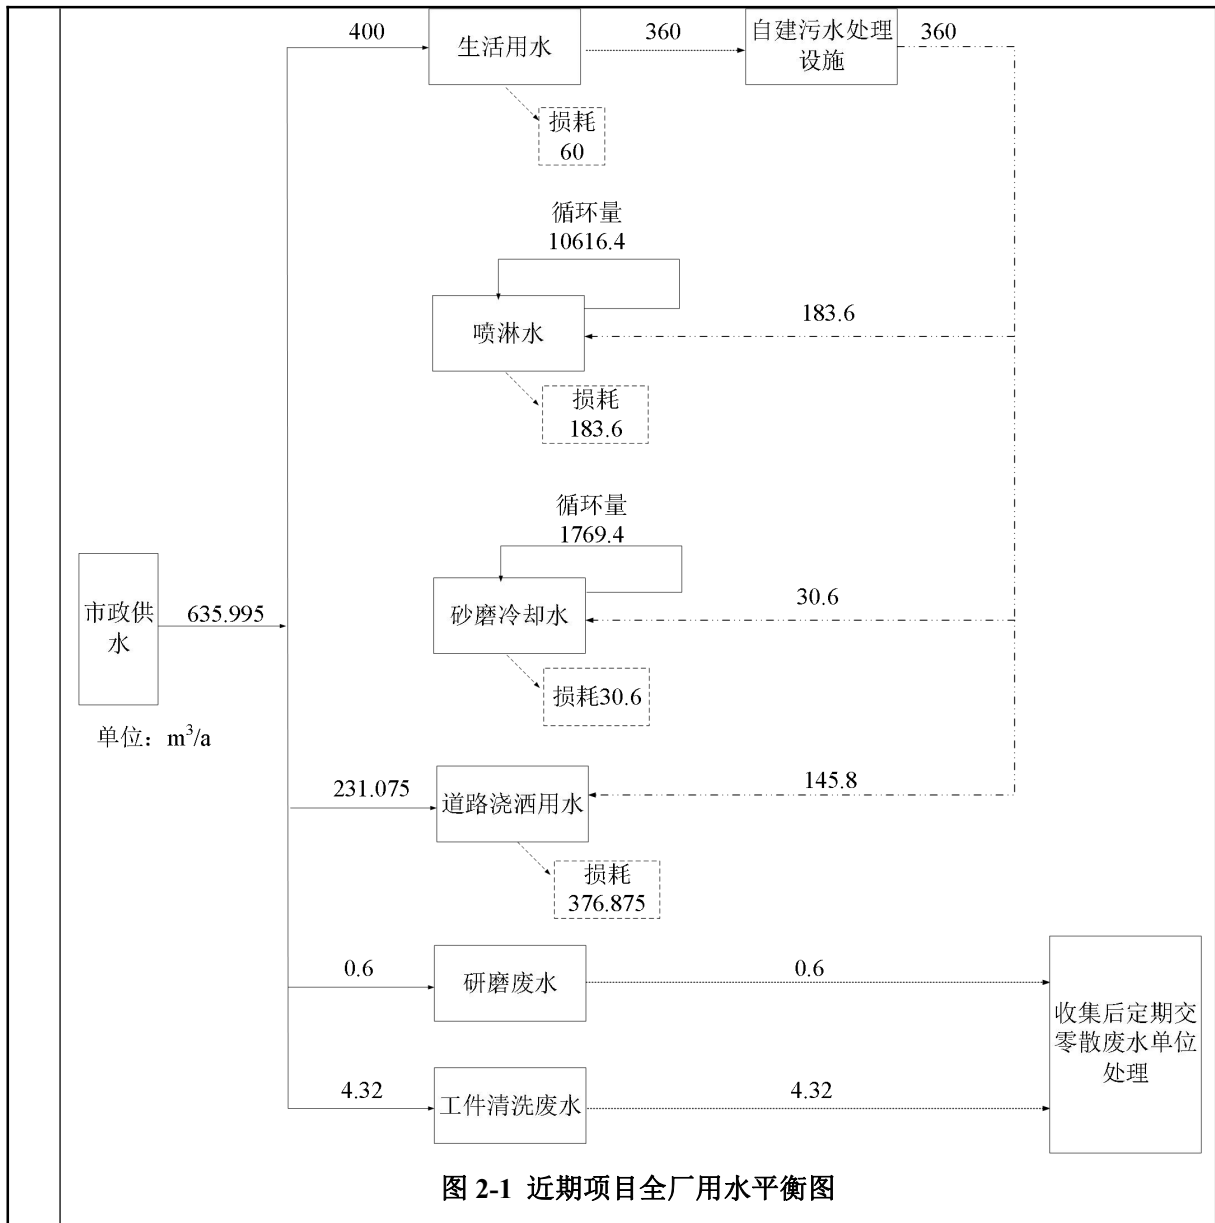 400
生活用水
360
自建污水处理
设施
360
损耗
60
循环量
10616.4
喷淋水
183.6
损耗
183.6
循环量
1769.4
市政供
水
635.995
砂磨冷却水
30.6
损耗30.6
单位：m³/a
231.075
道路浇洒用水
145.8
损耗
376.875
0.6
研磨废水
0.6
收集后定期交
零散废水单位
处理
4.32
工件清洗废水
4.32
图 2-1 近期项目全厂用水平衡图